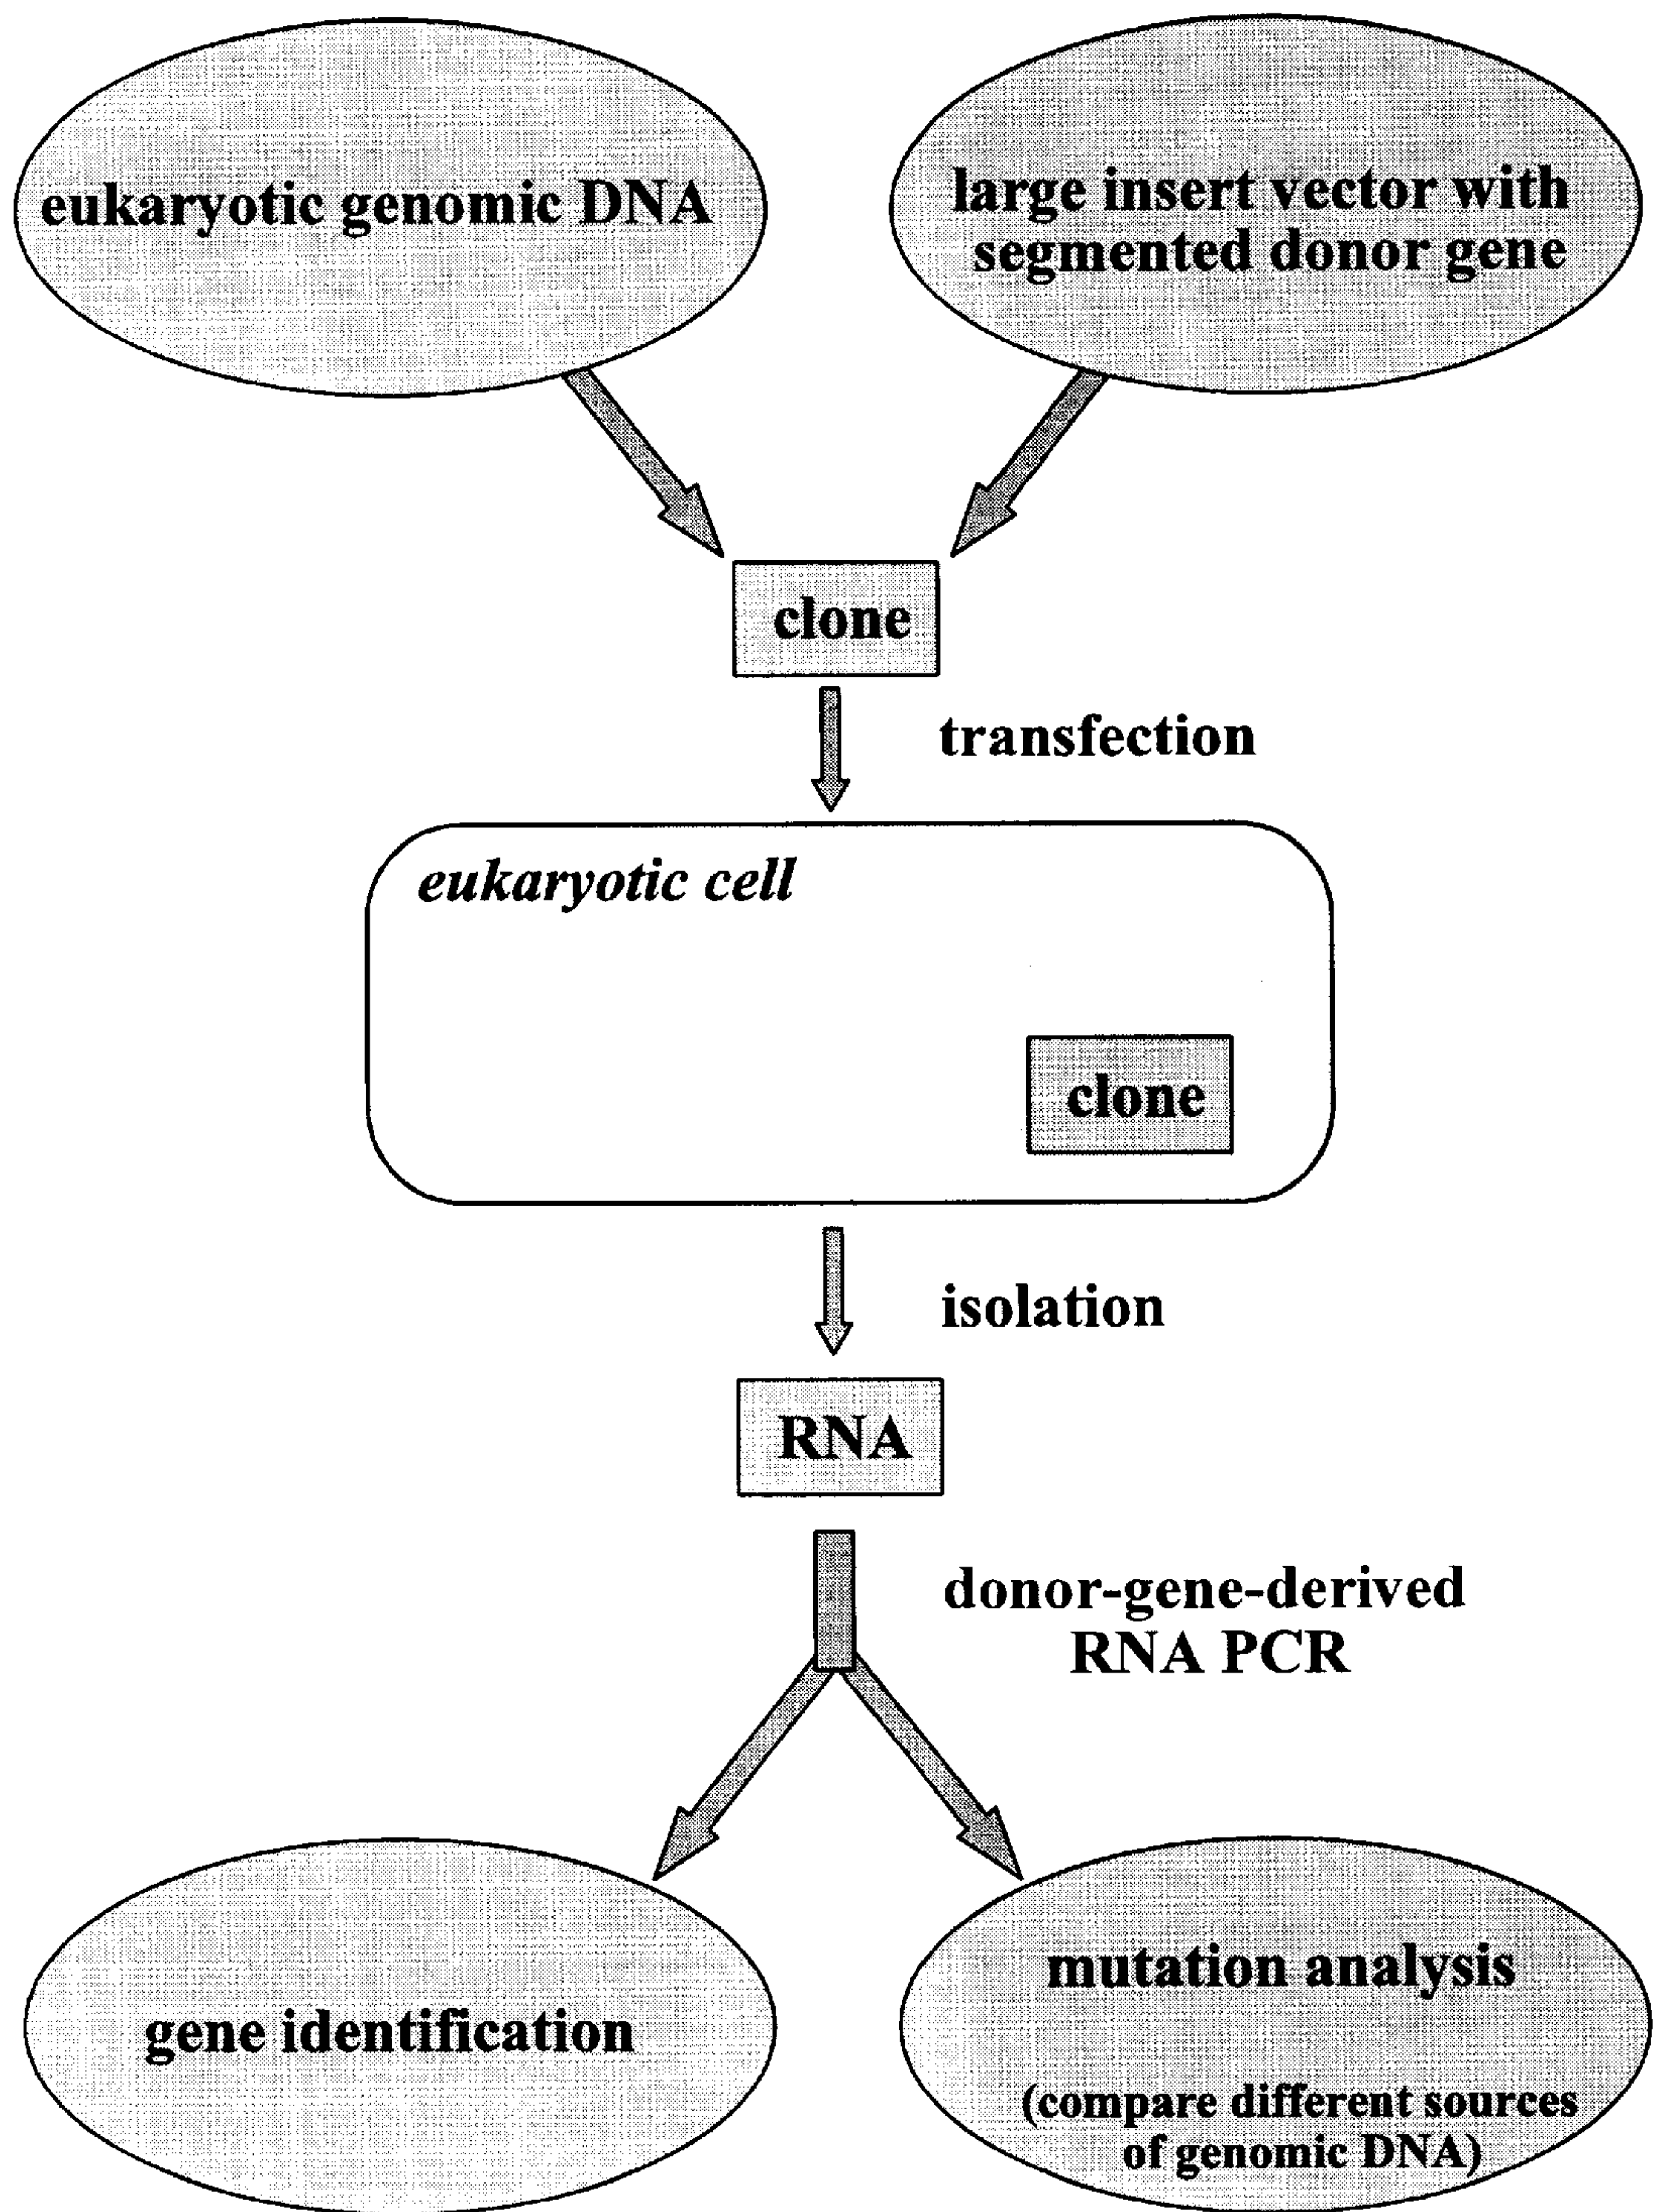 eukaryotic genomic DNA
large insert vector with
segmented donor gene
clone
transfection
eukaryotic cell
clone
isolation
RNA
donor-gene-derived
RNA PCR
gene identification
mutation analysis
(compare different sources
of genomic DNA)